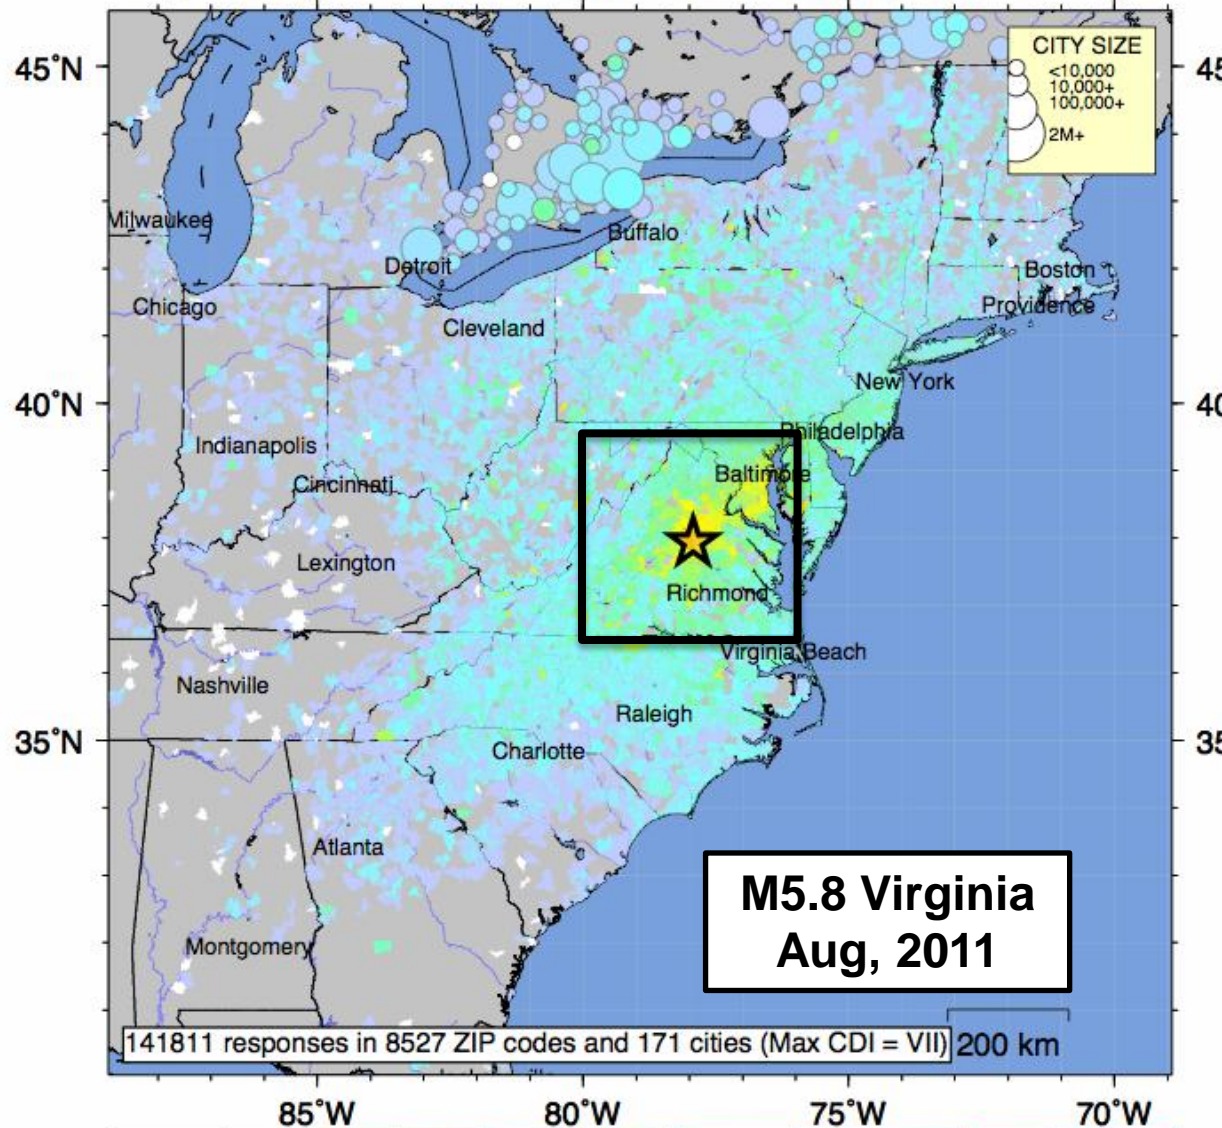 45°N
45
CITY SIZE
<10,000
10,000+
100,000+
2M+
Milwaukee
Buffalo
Detroit
Boston
Chicago
Providence
Cleveland
New York
40°N
40
Philadelphia
Indianapolis
Baltimore
Cincinnati
Lexington
Richmond
Virginia Beach
Nashville
Raleigh
35°N
35
Charlotte
Atlanta
M5.8 Virginia
Aug, 2011
Montgomery
141811 responses in 8527 ZIP codes and 171 cities (Max CDI = VII)
200 km
85°W
80°W
75°W
70°W